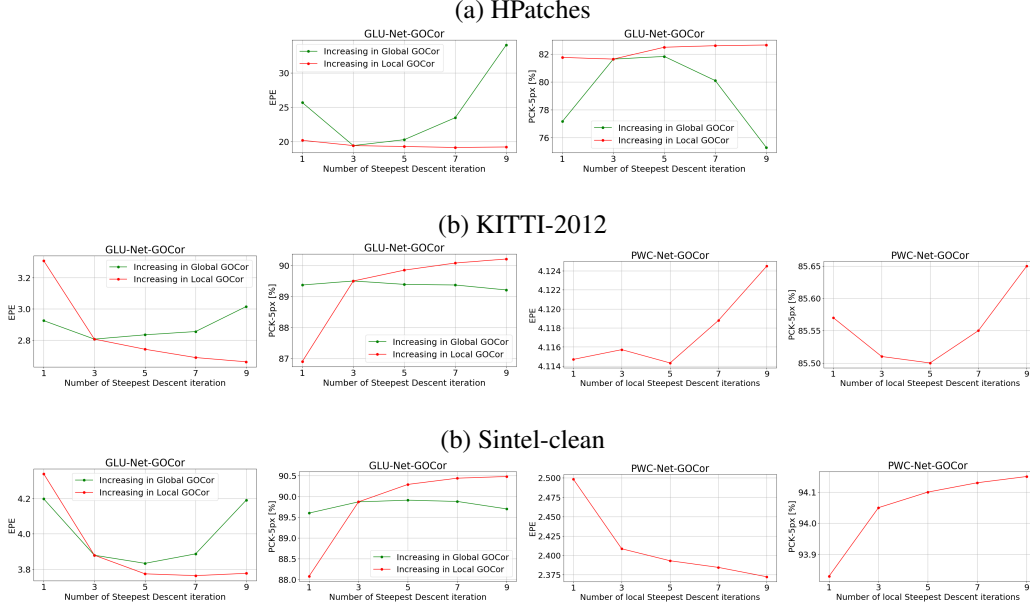 (a) HPatches
GLU-Net-GOCor
EPE
30
25
20
Increasing in Global GOCor
Increasing in Local GOCor
1 3 5 7 9
Number of Steepest Descent iteration
GLU-Net-GOCor
PCK-5px [%]
82
80
78
76
Increasing in Global GOCor
Increasing in Local GOCor
1 3 5 7 9
Number of Steepest Descent iteration
(b) KITTI-2012
GLU-Net-GOCor
EPE
3.2
3.0
2.8
Increasing in Global GOCor
Increasing in Local GOCor
1 3 5 7 9
Number of Steepest Descent iteration
GLU-Net-GOCor
PCK-5px [%]
90
89
88
87
Increasing in Global GOCor
Increasing in Local GOCor
1 3 5 7 9
Number of Steepest Descent iteration
PWC-Net-GOCor
EPE
4.124
4.122
4.120
4.118
4.116
4.114
1 3 5 7 9
Number of local Steepest Descent iterations
PWC-Net-GOCor
PCK-5px [%]
85.65
85.60
85.55
85.50
1 3 5 7 9
Number of local Steepest Descent iterations
(b) Sintel-clean
GLU-Net-GOCor
EPE
4.2
4.0
3.8
Increasing in Global GOCor
Increasing in Local GOCor
1 3 5 7 9
Number of Steepest Descent iteration
GLU-Net-GOCor
PCK-5px [%]
90.5
90.0
89.5
89.0
88.5
88.0
Increasing in Global GOCor
Increasing in Local GOCor
1 3 5 7 9
Number of Steepest Descent iteration
PWC-Net-GOCor
EPE
2.500
2.475
2.450
2.425
2.400
2.375
1 3 5 7 9
Number of local Steepest Descent iterations
PWC-Net-GOCor
PCK-5px [%]
94.1
94.0
93.9
1 3 5 7 9
Number of local Steepest Descent iterations